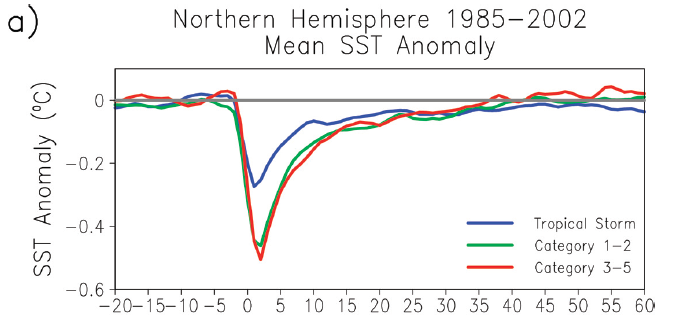 a)
Northern Hemisphere 1985−2002
Mean SST Anomaly
SST Anomaly (ºC)
0
−0.2
−0.4
−0.6
Tropical Storm
Category 1−2
Category 3−5
−20 −15 −10 −5 0 5 10 15 20 25 30 35 40 45 50 55 60